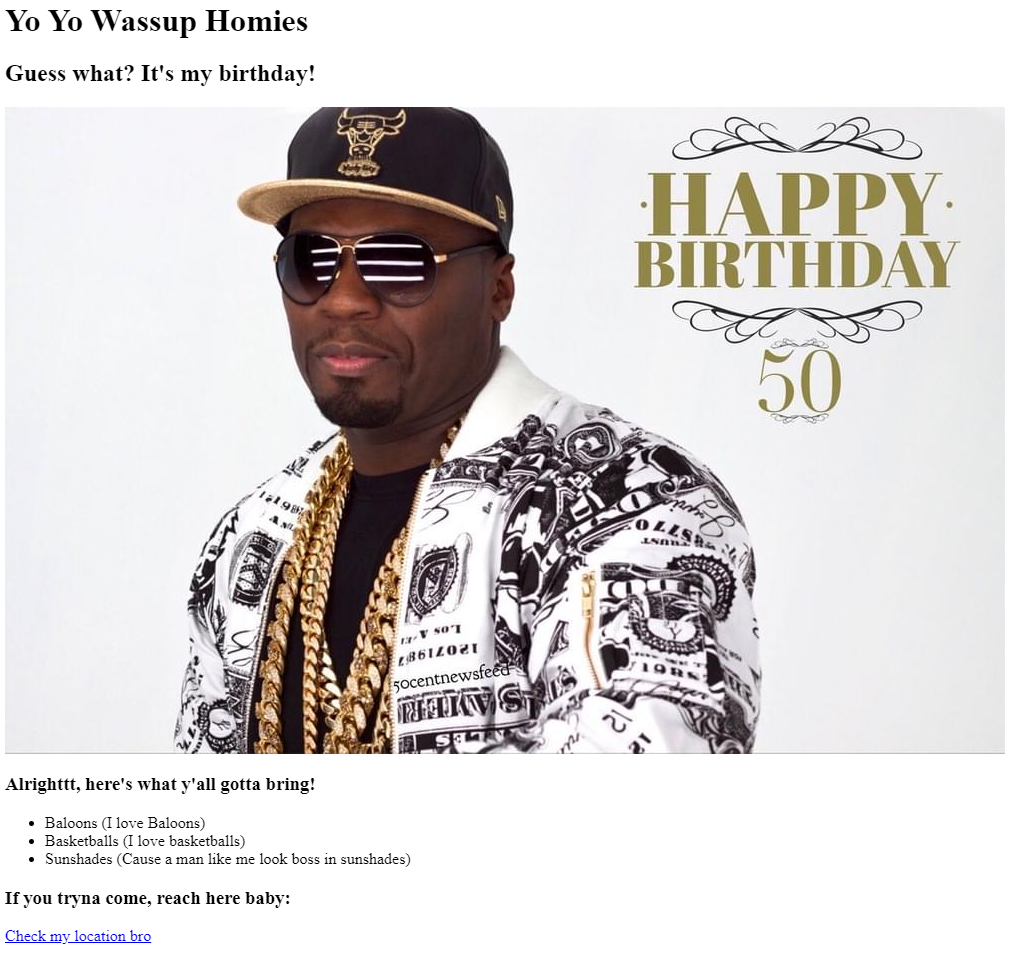 Yo Yo Wassup Homies
Guess what? It's my birthday!
·HAPPY·
BIRTHDAY
50
50centnewsfeed
Alrighttt, here's what y'all gotta bring!
Baloons (I love Baloons)
Basketballs (I love basketballs)
Sunshades (Cause a man like me look boss in sunshades)
If you tryna come, reach here baby:
Check my location bro